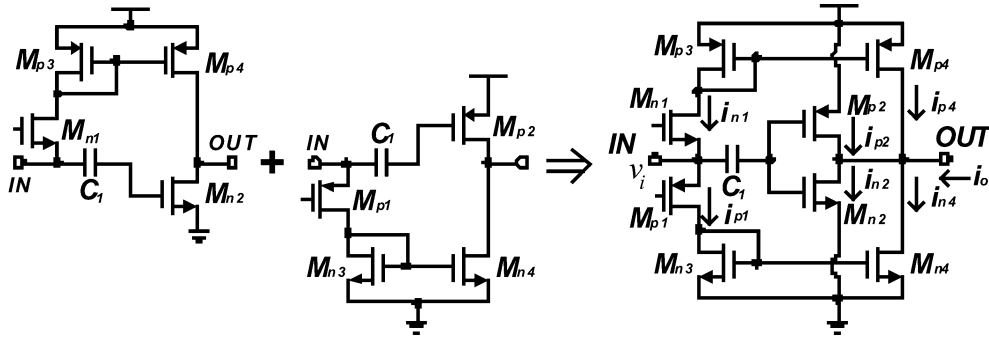 Mp3
Mp4
Mn1
IN
C1
OUT
Mn2
+
IN
C1
Mp2
Mp1
Mn3
Mn4
Mp3
Mp4
Mn1
in1
Mp2
ip4
IN
ip2
OUT
vi
C1
in2
io
Mp1
ip1
Mn2
in4
Mn3
Mn4